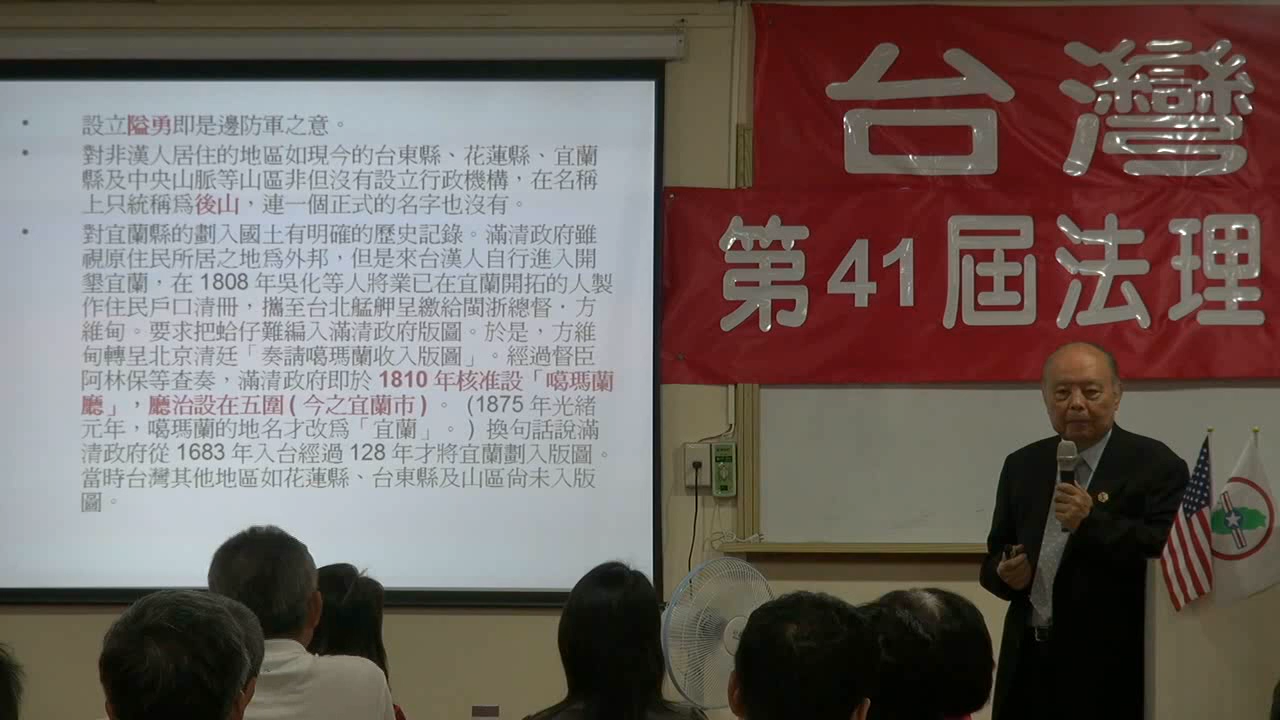 台灣
第41屆法理
• 設立隘勇即是邊防軍之意。
• 對非漢人居住的地區如現今的台東縣、花蓮縣、宜蘭
縣及中央山脈等山區非但沒有設立行政機構，在名稱
上只統稱為後山，連一個正式的名字也沒有。
• 對宜蘭縣的劃入國土有明確的歷史記錄。滿清政府雖
視原住民所居之地為外邦，但是來台漢人自行進入開
墾宜蘭，在 1808 年吳化等人將業已在宜蘭開拓的人製
作住民戶口清冊，攜至台北艋舺呈繳給閩浙總督．方
維甸。要求把蛤仔難編入滿清政府版圖。於是，方維
甸轉呈北京清廷「奏請噶瑪蘭收入版圖」。經過督臣
阿林保等查奏，滿清政府即於 1810 年核准設「噶瑪蘭
廳」，廳治設在五圍 ( 今之宜蘭市 ) 。 (1875 年光緒
元年，噶瑪蘭的地名才改為「宜蘭」。 ) 換句話說滿
清政府從 1683 年入台經過 128 年才將宜蘭劃入版圖。
當時台灣其他地區如花蓮縣、台東縣及山區尚未入版
圖。